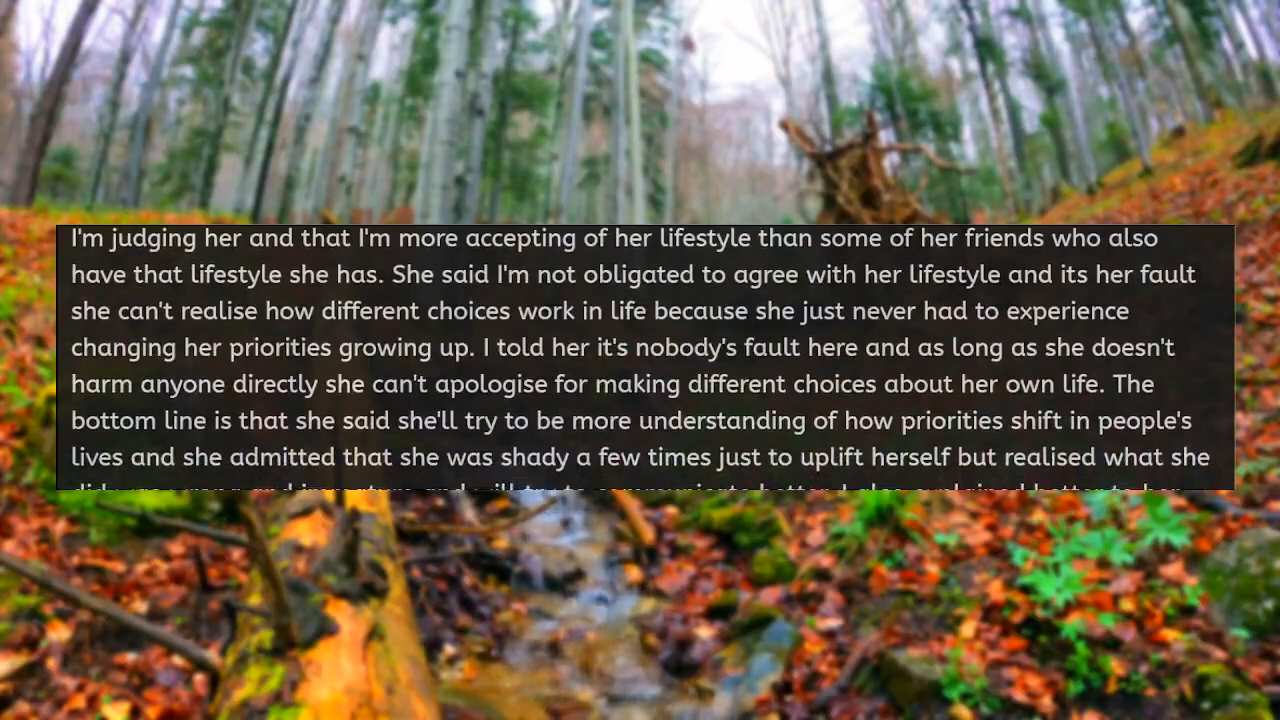 I'm judging her and that I'm more accepting of her lifestyle than some of her friends who also
have that lifestyle she has. She said I'm not obligated to agree with her lifestyle and its her fault
she can't realise how different choices work in life because she just never had to experience
changing her priorities growing up. I told her it's nobody's fault here and as long as she doesn't
harm anyone directly she can't apologise for making different choices about her own life. The
bottom line is that she said she'll try to be more understanding of how priorities shift in people's
lives and she admitted that she was shady a few times just to uplift herself but realised what she